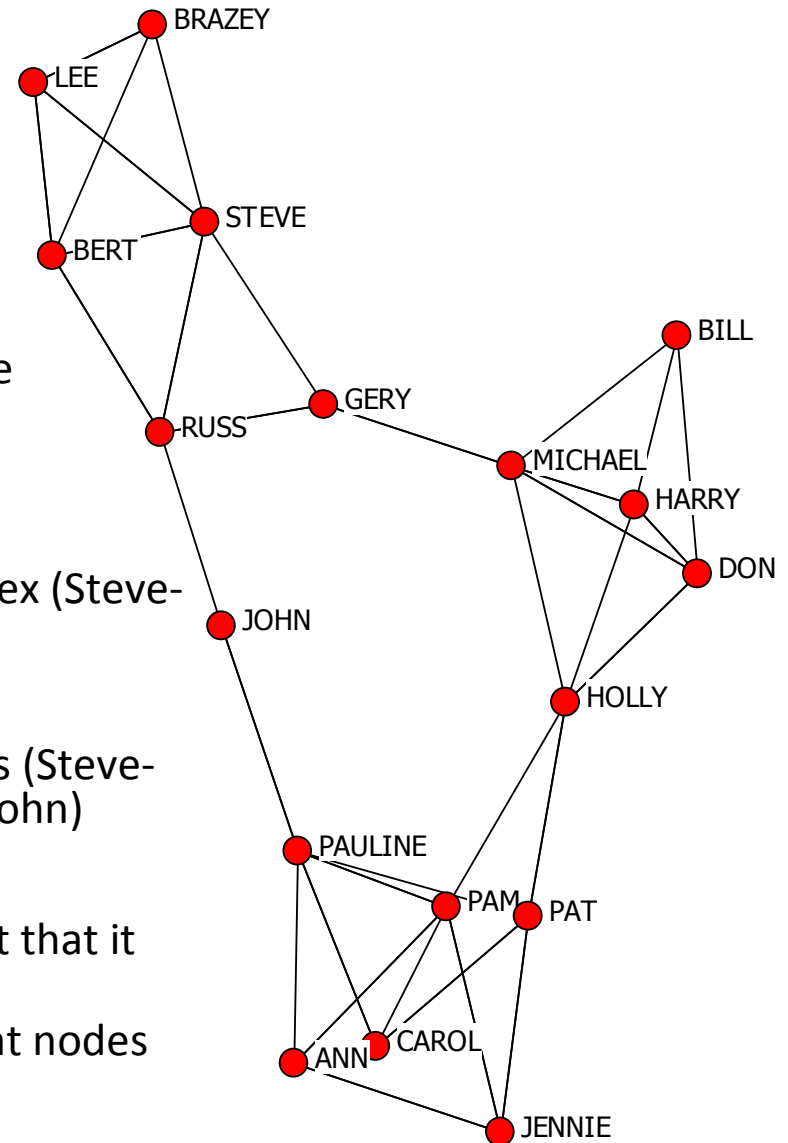 BRAZEY
LEE
STEVE
BERT
BILL
e
GERY
RUSS
MICHAEL
HARRY
DON
ex (Steve-
JOHN
HOLLY
s (Steve-
ohn)
PAULINE
PAM
PAT
t that it
nt nodes
CAROL
ANN
JENNIE